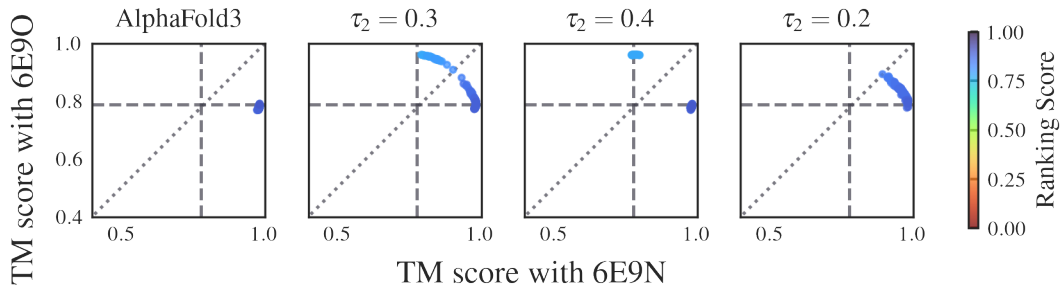 AlphaFold3
τ₂ = 0.3
τ₂ = 0.4
τ₂ = 0.2
TM score with 6E9O
1.0
0.8
0.6
0.4
0.5 1.0
0.5 1.0
0.5 1.0
0.5 1.0
TM score with 6E9N
1.00
0.75
0.50
0.25
0.00
Ranking Score